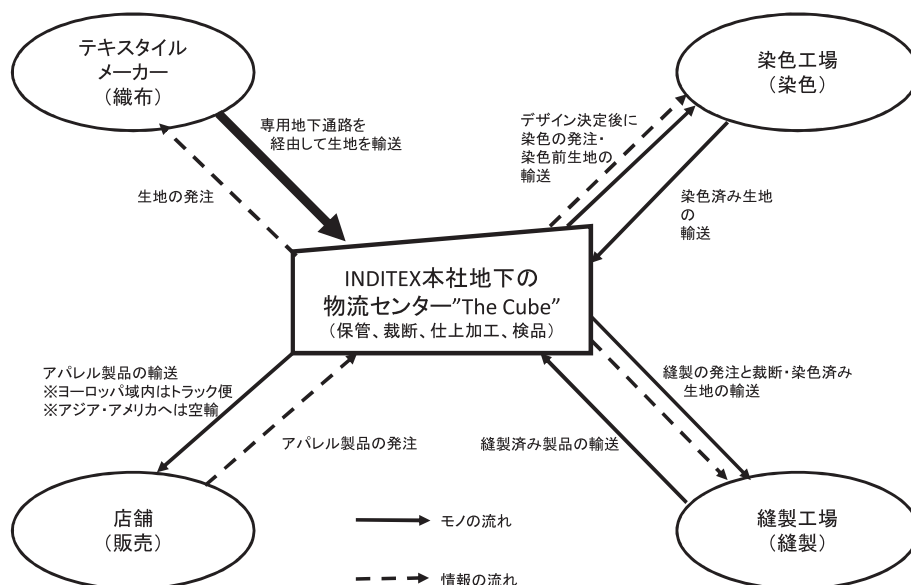 テキスタイル
メーカー
（織布）
染色工場
（染色）
専用地下通路を
経由して生地を輸送
デザイン決定後に
染色の発注・
染色前生地の
輸送
生地の発注
染色済み生地
の
輸送
INDITEX本社地下の
物流センター”The Cube”
（保管、裁断、仕上加工、検品）
アパレル製品の輸送
※ヨーロッパ域内はトラック便
※アジア・アメリカへは空輸
縫製の発注と裁断・染色済み
生地の輸送
アパレル製品の発注
縫製済み製品の輸送
店舗
（販売）
縫製工場
（縫製）
モノの流れ
情報の流れ